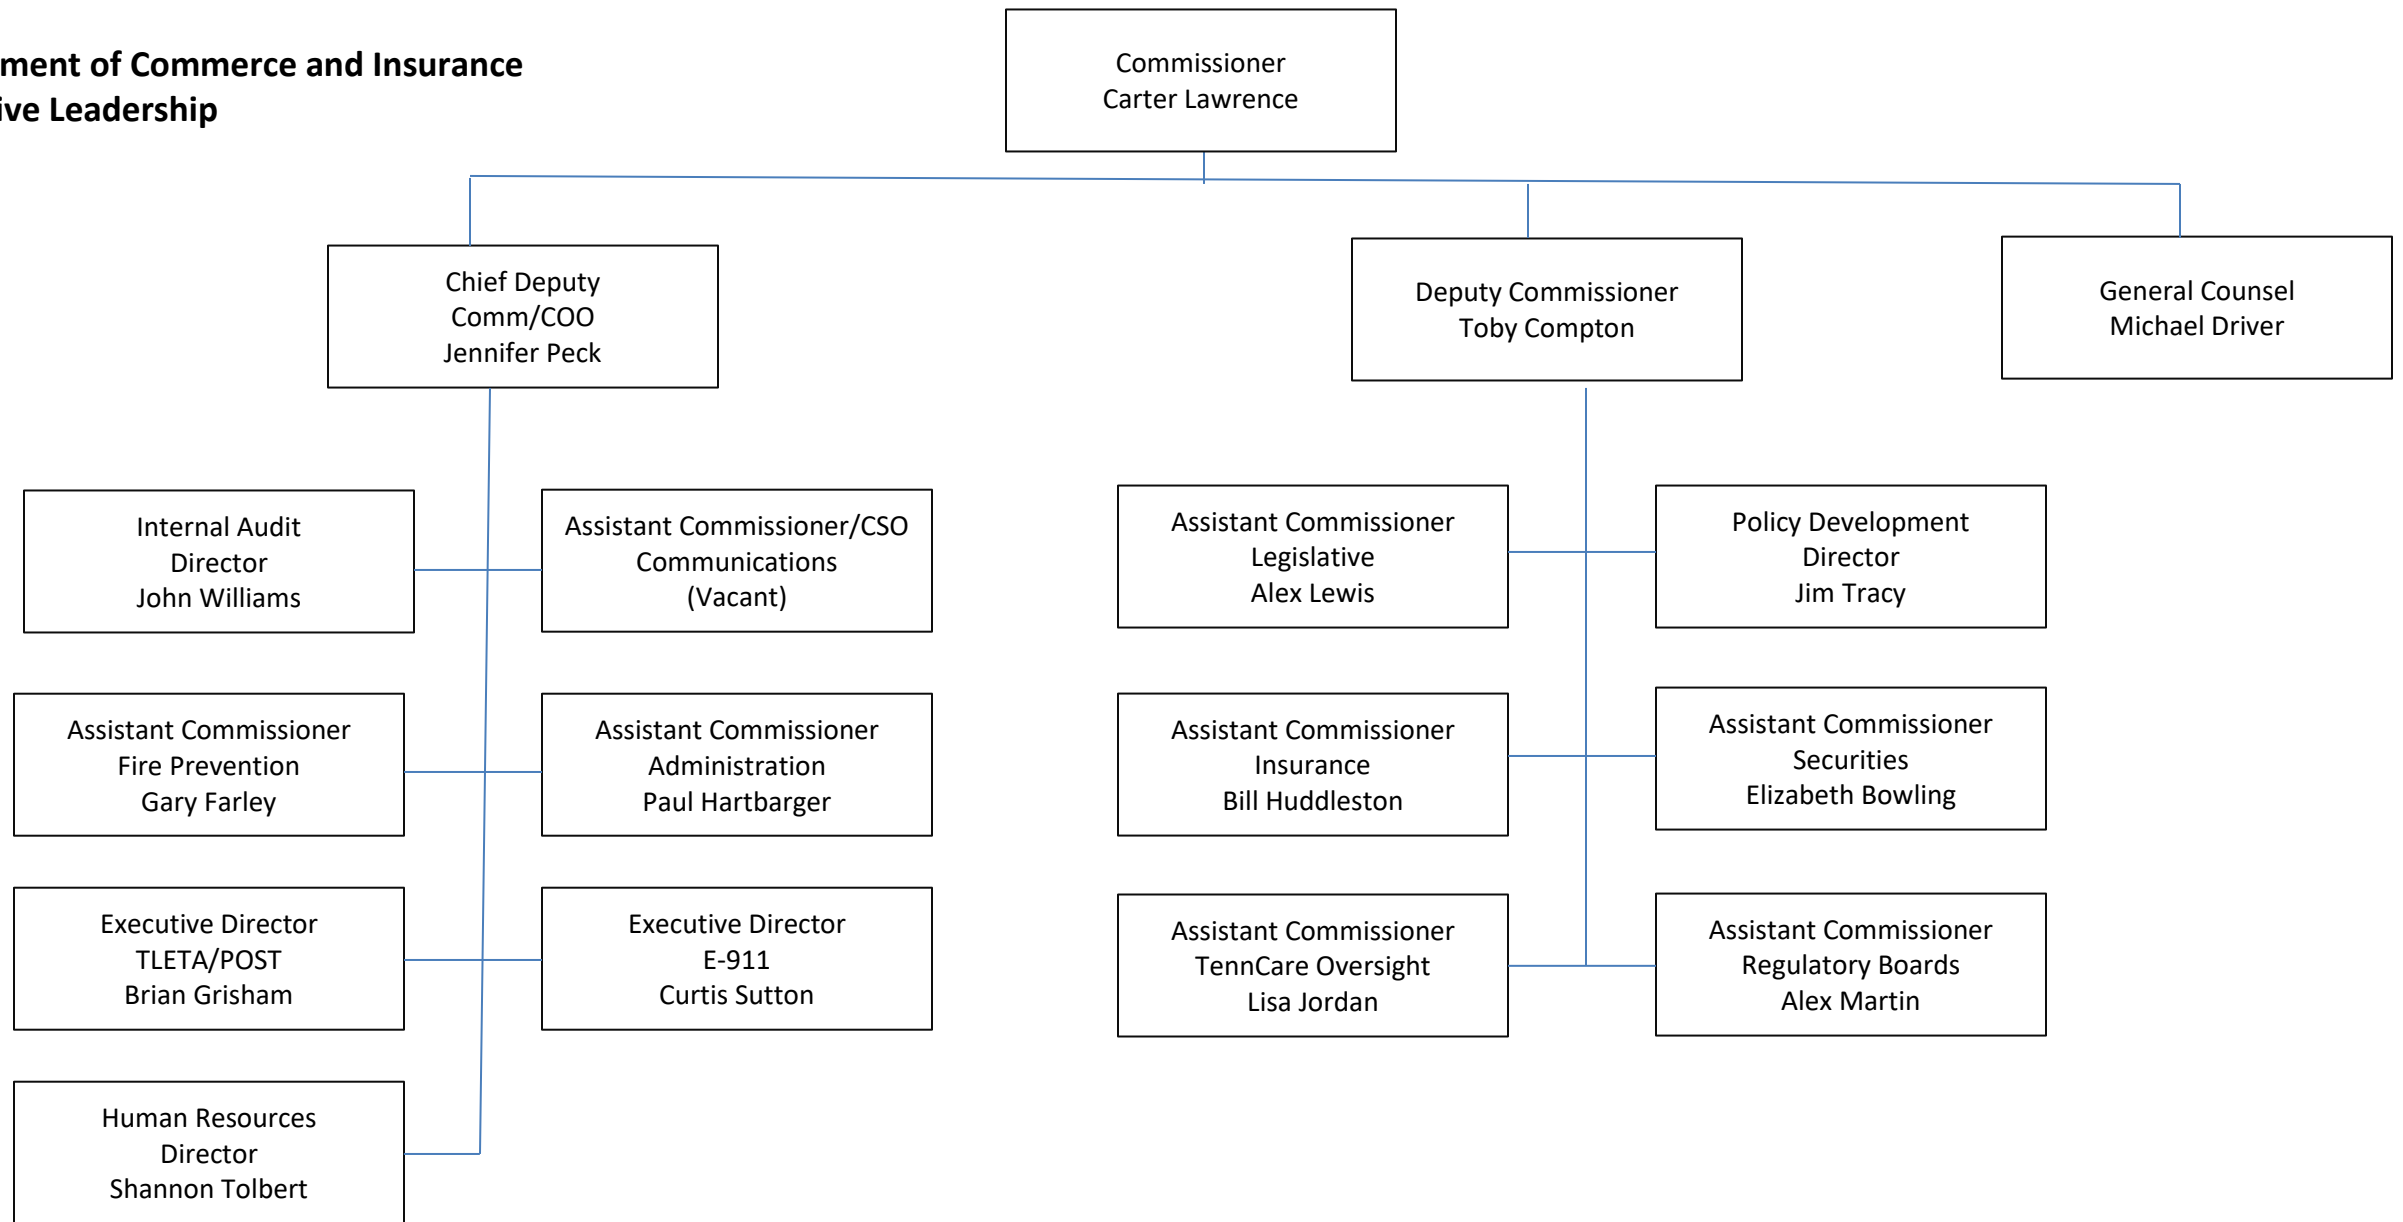 ment of Commerce and Insurance
ive Leadership
Commissioner
Carter Lawrence
Chief Deputy
Comm/COO
Jennifer Peck
Deputy Commissioner
Toby Compton
General Counsel
Michael Driver
Internal Audit
Director
John Williams
Assistant Commissioner/CSO
Communications
(Vacant)
Assistant Commissioner
Legislative
Alex Lewis
Policy Development
Director
Jim Tracy
Assistant Commissioner
Fire Prevention
Gary Farley
Assistant Commissioner
Administration
Paul Hartbarger
Assistant Commissioner
Insurance
Bill Huddleston
Assistant Commissioner
Securities
Elizabeth Bowling
Executive Director
TLETA/POST
Brian Grisham
Executive Director
E-911
Curtis Sutton
Assistant Commissioner
TennCare Oversight
Lisa Jordan
Assistant Commissioner
Regulatory Boards
Alex Martin
Human Resources
Director
Shannon Tolbert